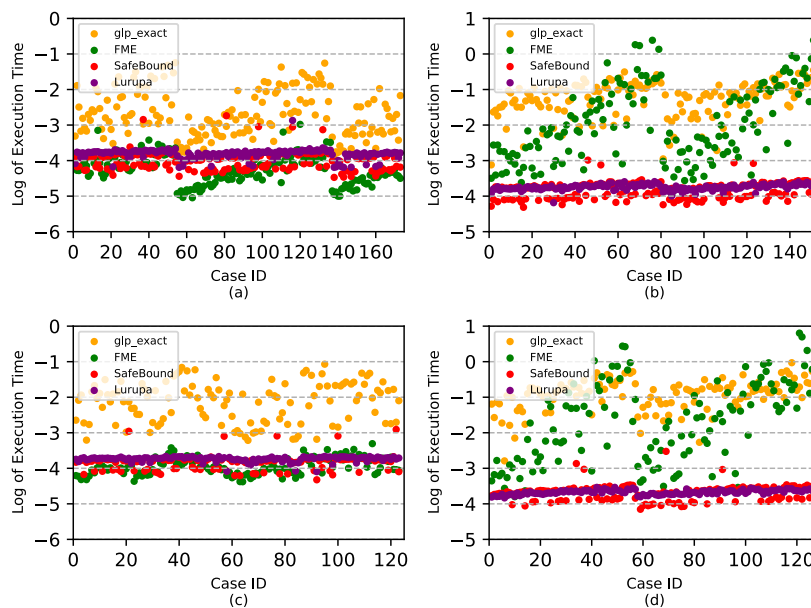 0
−1
−2
−3
−4
−5
−6
Log of Execution Time
glp_exact
FME
SafeBound
Lurupa
0 20 40 60 80 100 120 140 160
Case ID
(a)
1
0
−1
−2
−3
−4
−5
Log of Execution Time
glp_exact
FME
SafeBound
Lurupa
0 20 40 60 80 100 120 140
Case ID
(b)
0
−1
−2
−3
−4
−5
−6
Log of Execution Time
glp_exact
FME
SafeBound
Lurupa
0 20 40 60 80 100 120
Case ID
(c)
1
0
−1
−2
−3
−4
−5
Log of Execution Time
glp_exact
FME
SafeBound
Lurupa
0 20 40 60 80 100 120
Case ID
(d)